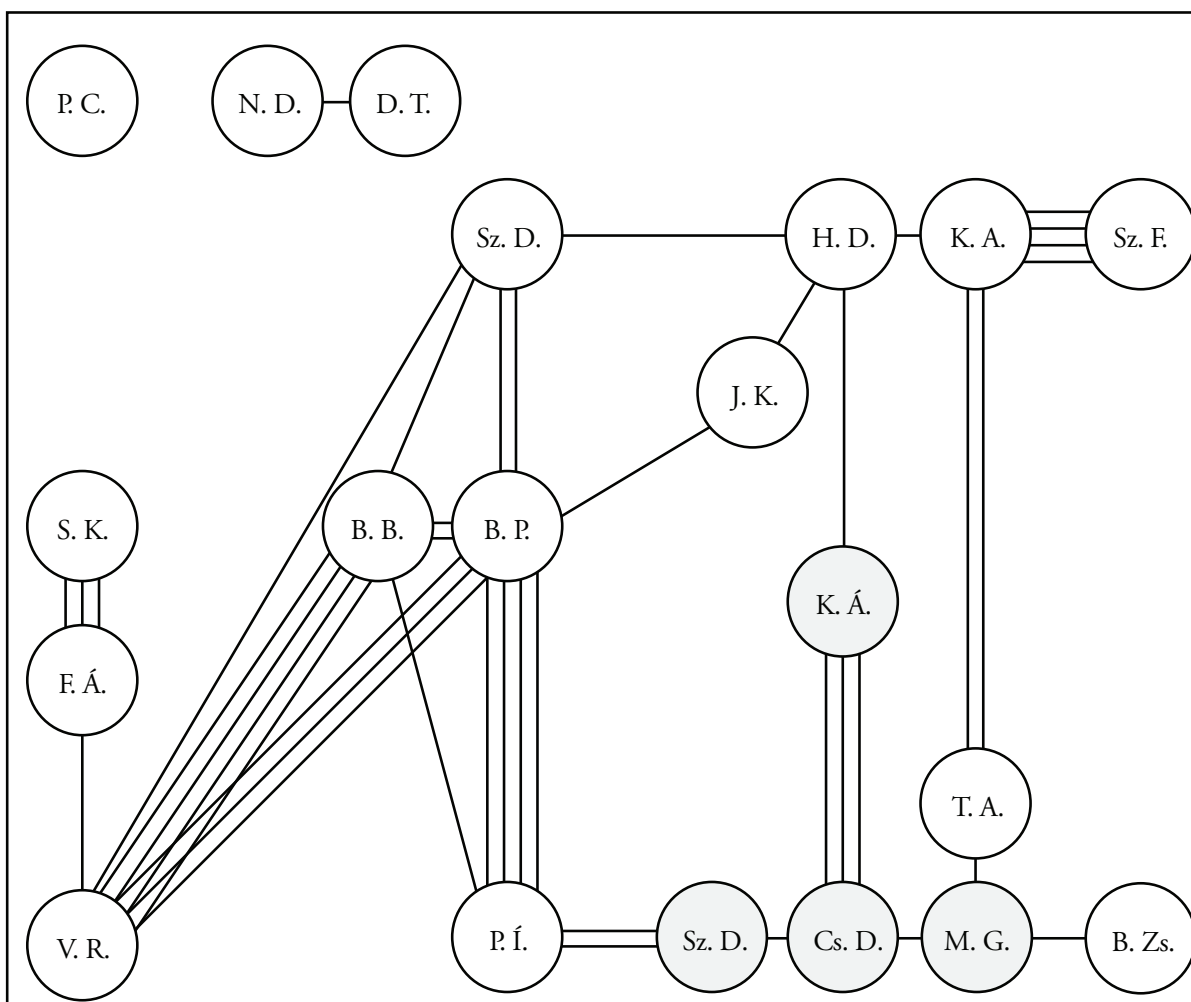 P. C.
N. D.
D. T.
Sz. D.
H. D.
K. A.
Sz. F.
J. K.
S. K.
B. B.
B. P.
K. Á.
F. Á.
T. A.
V. R.
P. Í.
Sz. D.
Cs. D.
M. G.
B. Zs.